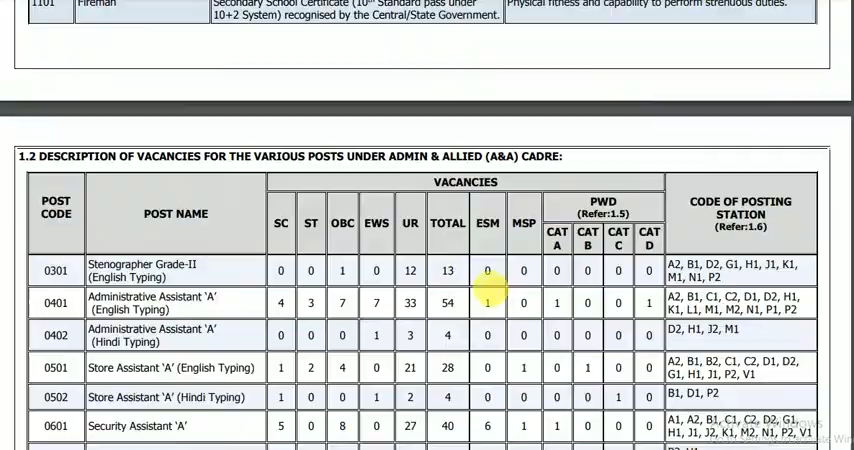 1101 Fireman Secondary School Certificate (10th Standard pass under Physical fitness and capability to perform strenuous duties.
10+2 System) recognised by the Central/State Government.
1.2 DESCRIPTION OF VACANCIES FOR THE VARIOUS POSTS UNDER ADMIN & ALLIED (A&A) CADRE:
POST CODE POST NAME VACANCIES CODE OF POSTING STATION (Refer:1.6)
SC ST OBC EWS UR TOTAL ESM MSP PWD (Refer:1.5)
CAT A CAT B CAT C CAT D
0301 Stenographer Grade-II (English Typing) 0 0 1 0 12 13 0 0 0 0 0 0 A2, B1, D2, G1, H1, J1, K1, M1, N1, P2
0401 Administrative Assistant ‘A’ (English Typing) 4 3 7 7 33 54 1 0 1 0 0 1 A2, B1, C1, C2, D1, D2, H1, K1, L1, M1, M2, N1, P1, P2
0402 Administrative Assistant ‘A’ (Hindi Typing) 0 0 0 1 3 4 0 0 0 0 0 0 D2, H1, J2, M1
0501 Store Assistant ‘A’ (English Typing) 1 2 4 0 21 28 0 1 0 1 0 0 A2, B1, B2, C1, C2, D1, D2, G1, H1, J1, P2, V1
0502 Store Assistant ‘A’ (Hindi Typing) 1 0 0 1 2 4 0 0 0 0 1 0 B1, D1, P2
0601 Security Assistant ‘A’ 5 0 8 0 27 40 6 1 1 0 0 0 A1, A2, B1, C1, C2, D2, G1, H1, J1, J2, K1, M2, N1, P2, V1